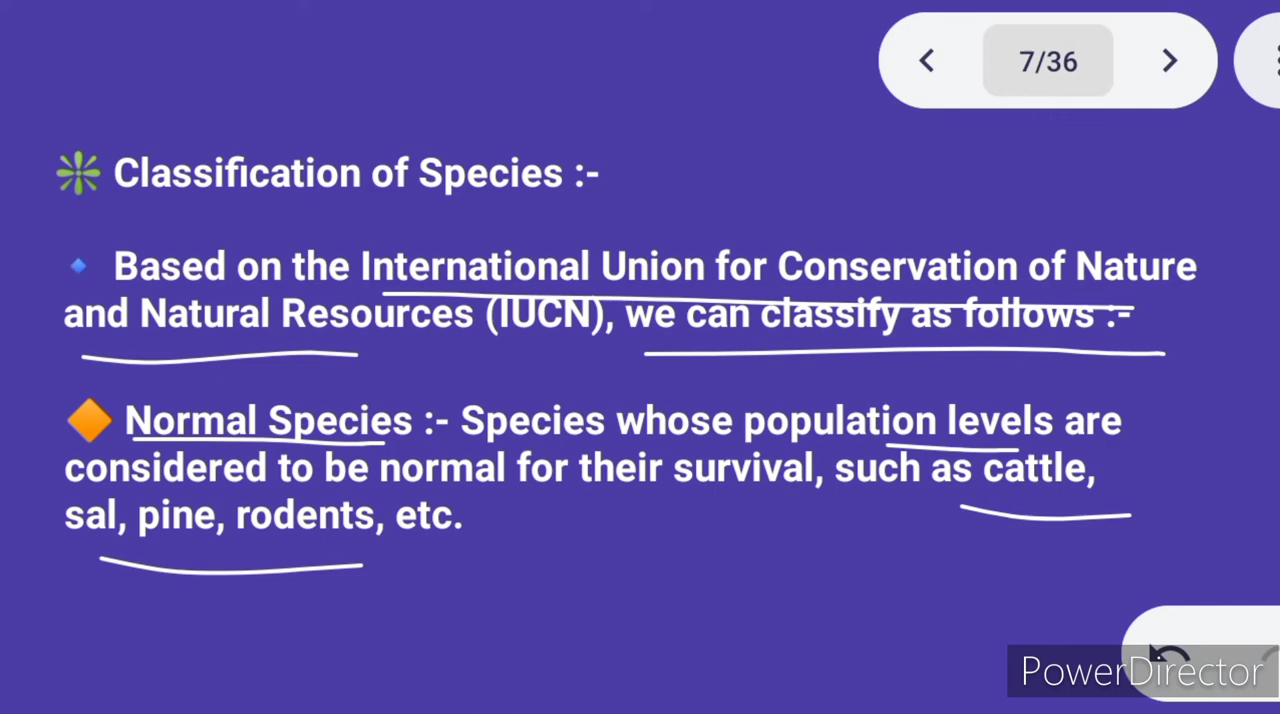 7/36
Classification of Species :-
Based on the International Union for Conservation of Nature
and Natural Resources (IUCN), we can classify as follows :-
Normal Species :- Species whose population levels are
considered to be normal for their survival, such as cattle,
sal, pine, rodents, etc.
PowerDirector